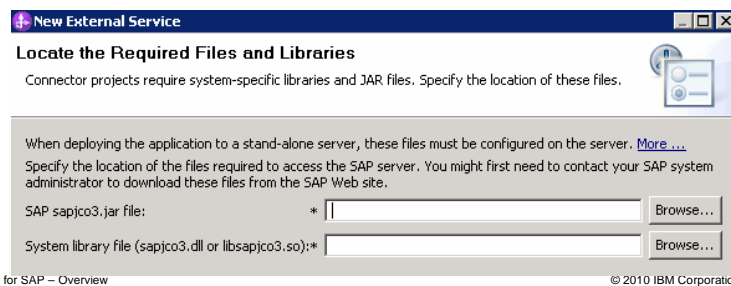 New External Service
Locate the Required Files and Libraries
Connector projects require system-specific libraries and JAR files. Specify the location of these files.
When deploying the application to a stand-alone server, these files must be configured on the server. More ...
Specify the location of the files required to access the SAP server. You might first need to contact your SAP system
administrator to download these files from the SAP Web site.
SAP sapjco3.jar file: * Browse...
System library file (sapjco3.dll or libsapjco3.so):* Browse...
for SAP – Overview © 2010 IBM Corporatio